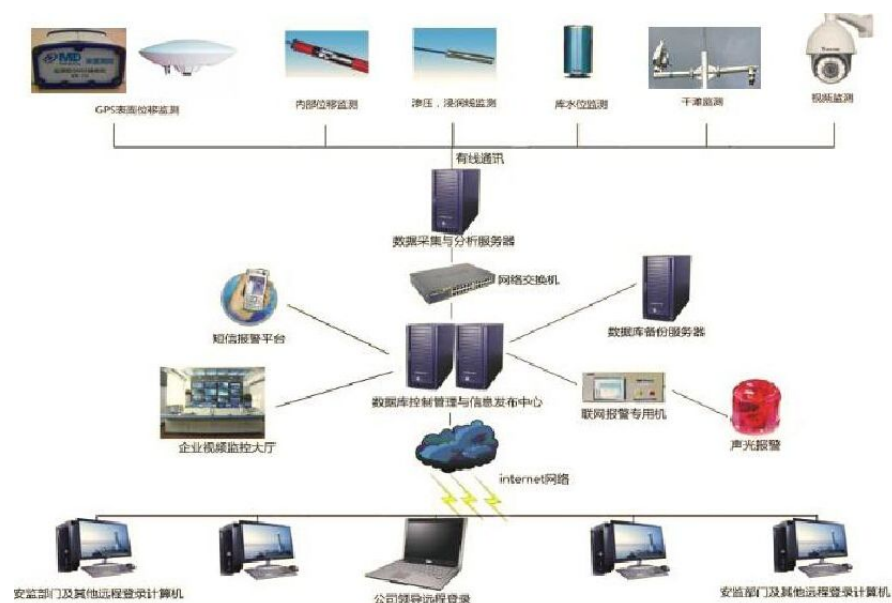 MD
GPS表面位移监测
内部位移监测
渗压,浸润线监测
库水位监测
干滩监测
视频监测
有线通讯
数据采集与分析服务器
网络交换机
短信报警平台
数据库备份服务器
数据库控制管理与信息发布中心
企业视频监控大厅
联网报警专用机
声光报警
internet网络
安监部门及其他远程登录计算机
公司领导远程登录
安监部门及其他远程登录计算机